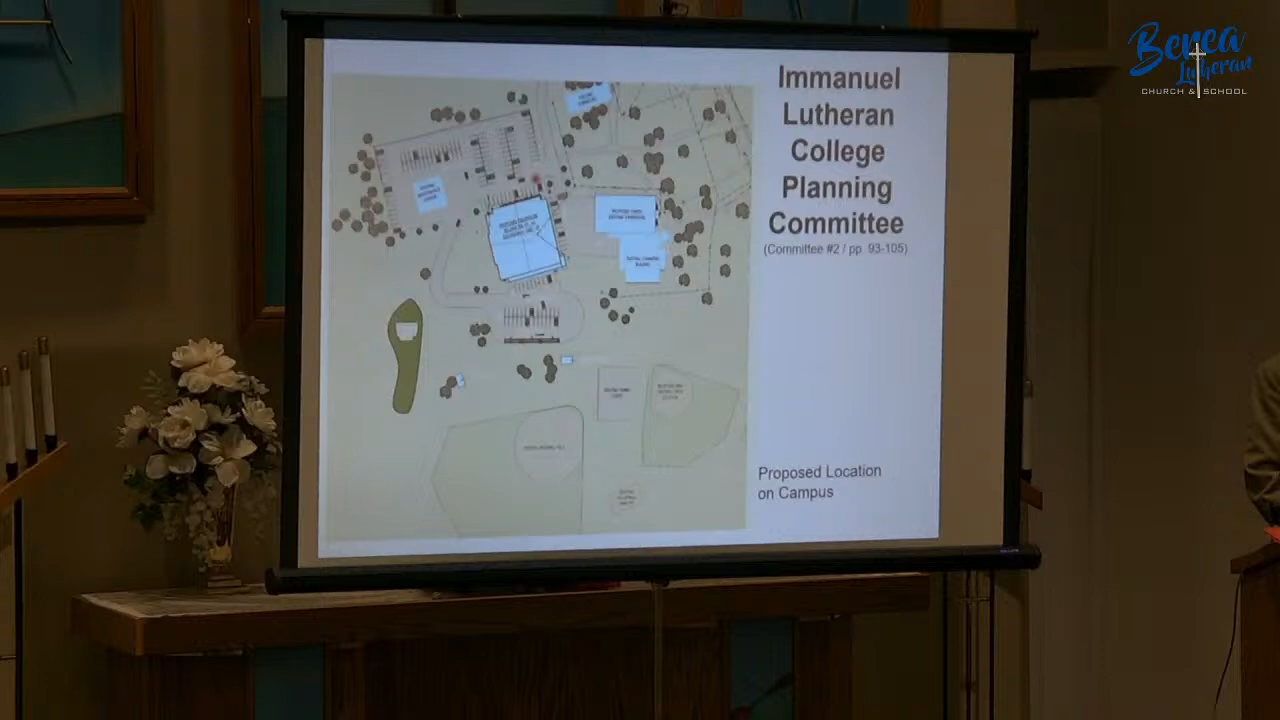 Berea
Lutheran
CHURCH & SCHOOL
Immanuel
Lutheran
College
Planning
Committee
(Committee #2 / pp. 93-105)
Proposed Location
on Campus